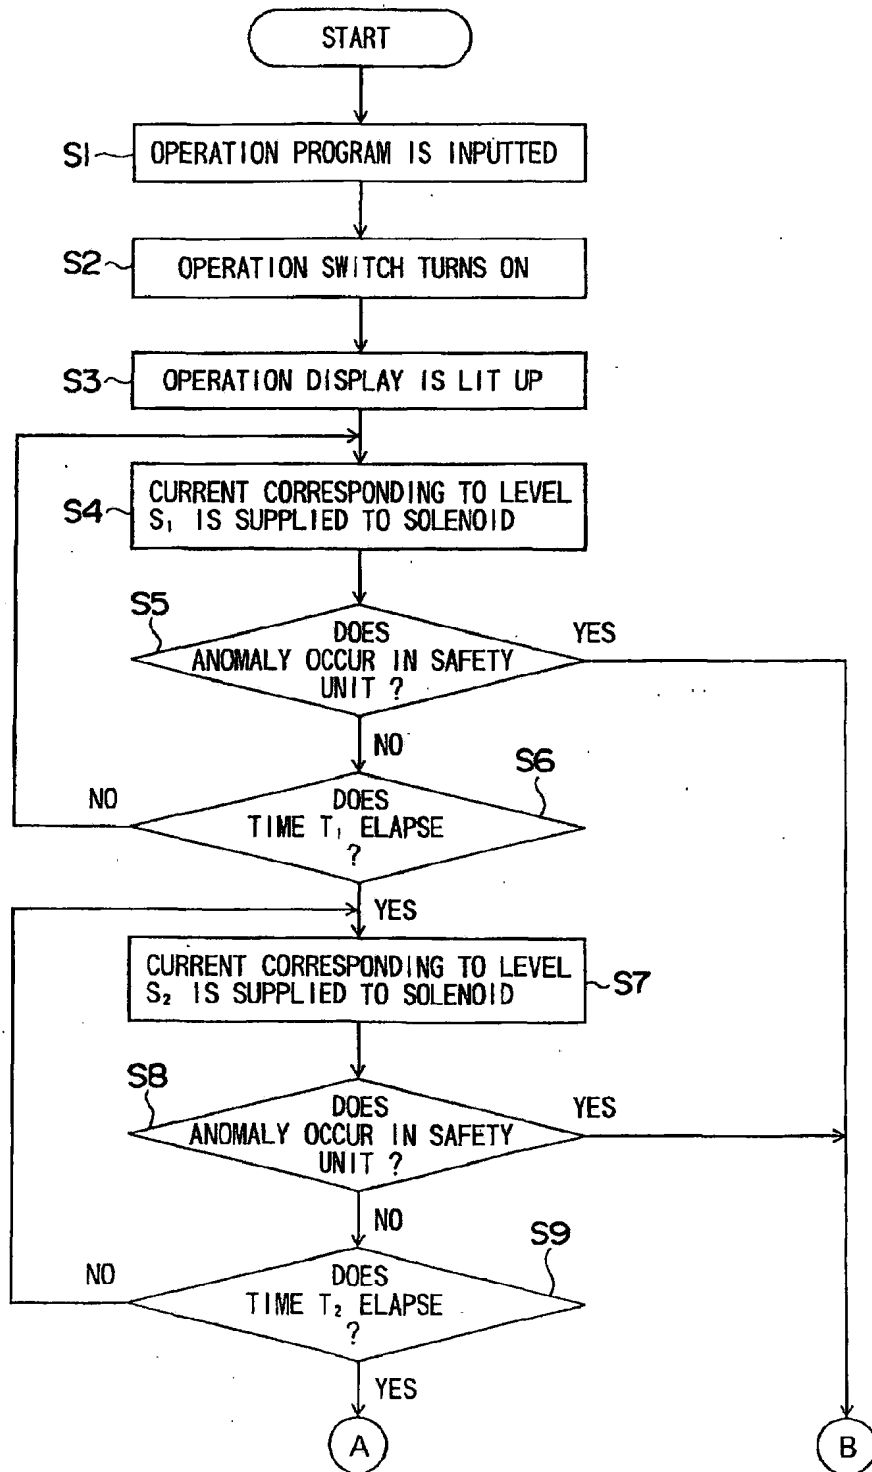 START
S1
OPERATION PROGRAM IS INPUTTED
S2
OPERATION SWITCH TURNS ON
S3
OPERATION DISPLAY IS LIT UP
S4
CURRENT CORRESPONDING TO LEVEL
S₁ IS SUPPLIED TO SOLENOID
S5
DOES
ANOMALY OCCUR IN SAFETY
UNIT ?
YES
NO
S6
DOES
TIME T₁ ELAPSE
?
NO
YES
CURRENT CORRESPONDING TO LEVEL
S₂ IS SUPPLIED TO SOLENOID
S7
S8
DOES
ANOMALY OCCUR IN SAFETY
UNIT ?
YES
NO
S9
DOES
TIME T₂ ELAPSE
?
NO
YES
A
B